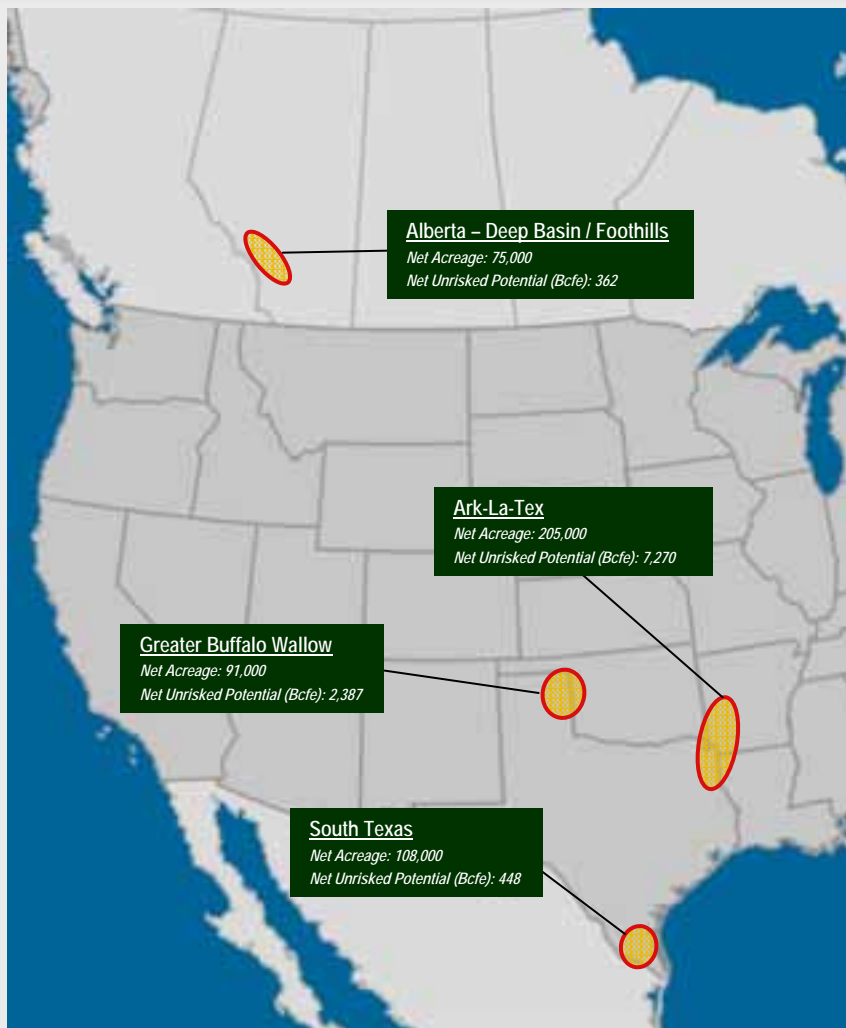 Alberta – Deep Basin / Foothills
Net Acreage: 75,000
Net Unrisked Potential (Bcfe): 362
Ark-La-Tex
Net Acreage: 205,000
Net Unrisked Potential (Bcfe): 7,270
Greater Buffalo Wallow
Net Acreage: 91,000
Net Unrisked Potential (Bcfe): 2,387
South Texas
Net Acreage: 108,000
Net Unrisked Potential (Bcfe): 448